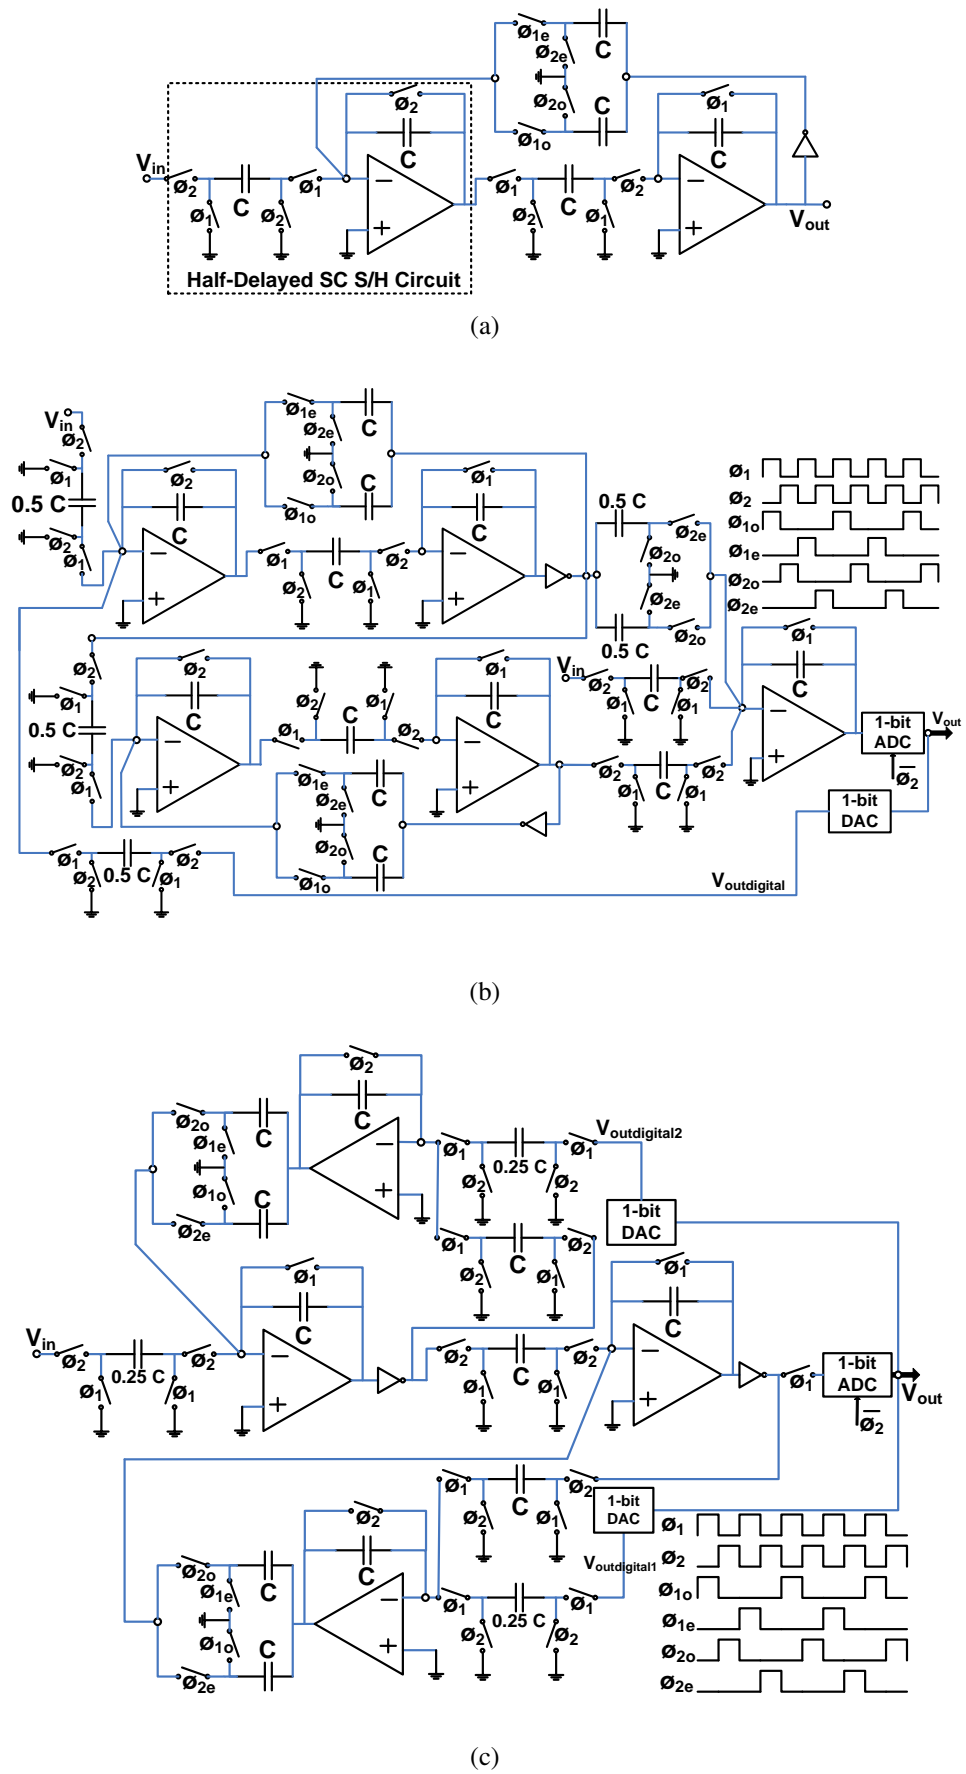 Ø1e C
Ø2e
Ø2o
Ø1o C
Ø2 C
Ø1 C
Vin
Ø2 C Ø1
Ø1 Ø2
Ø1 C Ø2
Ø2 Ø1
− +
− +
Vout
Half-Delayed SC S/H Circuit
(a)
Vin
Ø2
Ø1
0.5 C
Ø2
Ø1
Ø2 C
− +
Ø1e C
Ø2e
Ø2o
Ø1o C
Ø1 C Ø2
Ø2 Ø1
Ø1 C
− +
0.5 C Ø2e
Ø2o
Ø2e
0.5 C Ø2o
Ø1
Ø2
Ø1o
Ø1e
Ø2o
Ø2e
Ø2
Ø1
0.5 C
Ø2
Ø1
Ø2 C
− +
Ø2 Ø1
Ø1 C Ø2
Ø1 C
− +
Ø1e C
Ø2e
Ø2o
Ø1o C
Vin
Ø2 C Ø2
Ø1 Ø1
Ø2 C Ø2
Ø1 Ø1
Ø1 C
− +
1-bit
ADC
Vout
Ø2
1-bit
DAC
Voutdigital
Ø1 0.5 C Ø2
Ø2 Ø1
(b)
Ø2 C
− +
Ø2o C
Ø1e
Ø1o
Ø2e C
Ø1 0.25 C Ø1
Ø2 Ø2
Voutdigital2
1-bit
DAC
Ø1 C Ø2
Ø2 Ø1
Vin
Ø2 0.25 C Ø2
Ø1 Ø1
Ø1 C
− +
Ø2 C Ø2
Ø1 Ø1
Ø1 C
− +
Ø1
1-bit
ADC
Vout
Ø2
Ø1 C Ø2
Ø2 Ø1
1-bit
DAC
Voutdigital1
Ø1 0.25 C Ø1
Ø2 Ø2
Ø2 C
− +
Ø2o C
Ø1e
Ø1o
Ø2e C
Ø1
Ø2
Ø1o
Ø1e
Ø2o
Ø2e
(c)